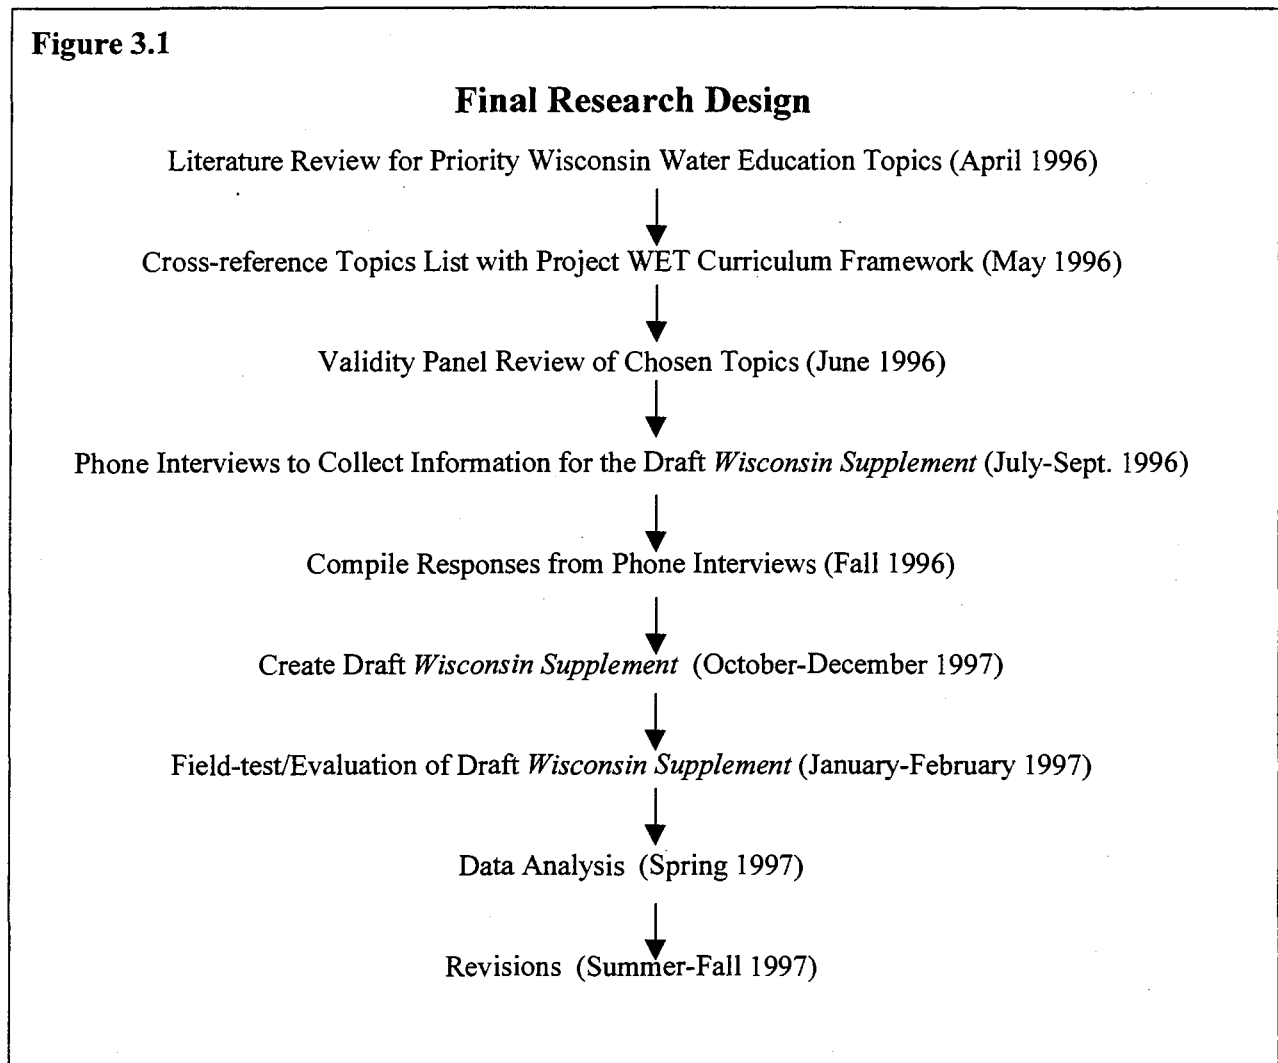 Figure 3.1
Final Research Design
Literature Review for Priority Wisconsin Water Education Topics (April 1996)
Cross-reference Topics List with Project WET Curriculum Framework (May 1996)
Validity Panel Review of Chosen Topics (June 1996)
Phone Interviews to Collect Information for the Draft Wisconsin Supplement (July-Sept. 1996)
Compile Responses from Phone Interviews (Fall 1996)
Create Draft Wisconsin Supplement (October-December 1997)
Field-test/Evaluation of Draft Wisconsin Supplement (January-February 1997)
Data Analysis (Spring 1997)
Revisions (Summer-Fall 1997)